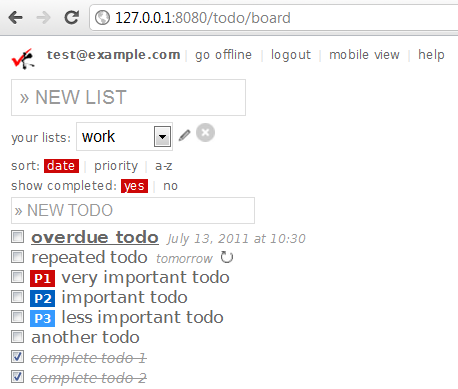 127.0.0.1:8080/todo/board
test@example.com | go offline | logout | mobile view | help
» NEW LIST
your lists: work
sort: date | priority | a-z
show completed: yes | no
» NEW TODO
overdue todo July 13, 2011 at 10:30
repeated todo tomorrow
P1 very important todo
P2 important todo
P3 less important todo
another todo
complete todo 1
complete todo 2